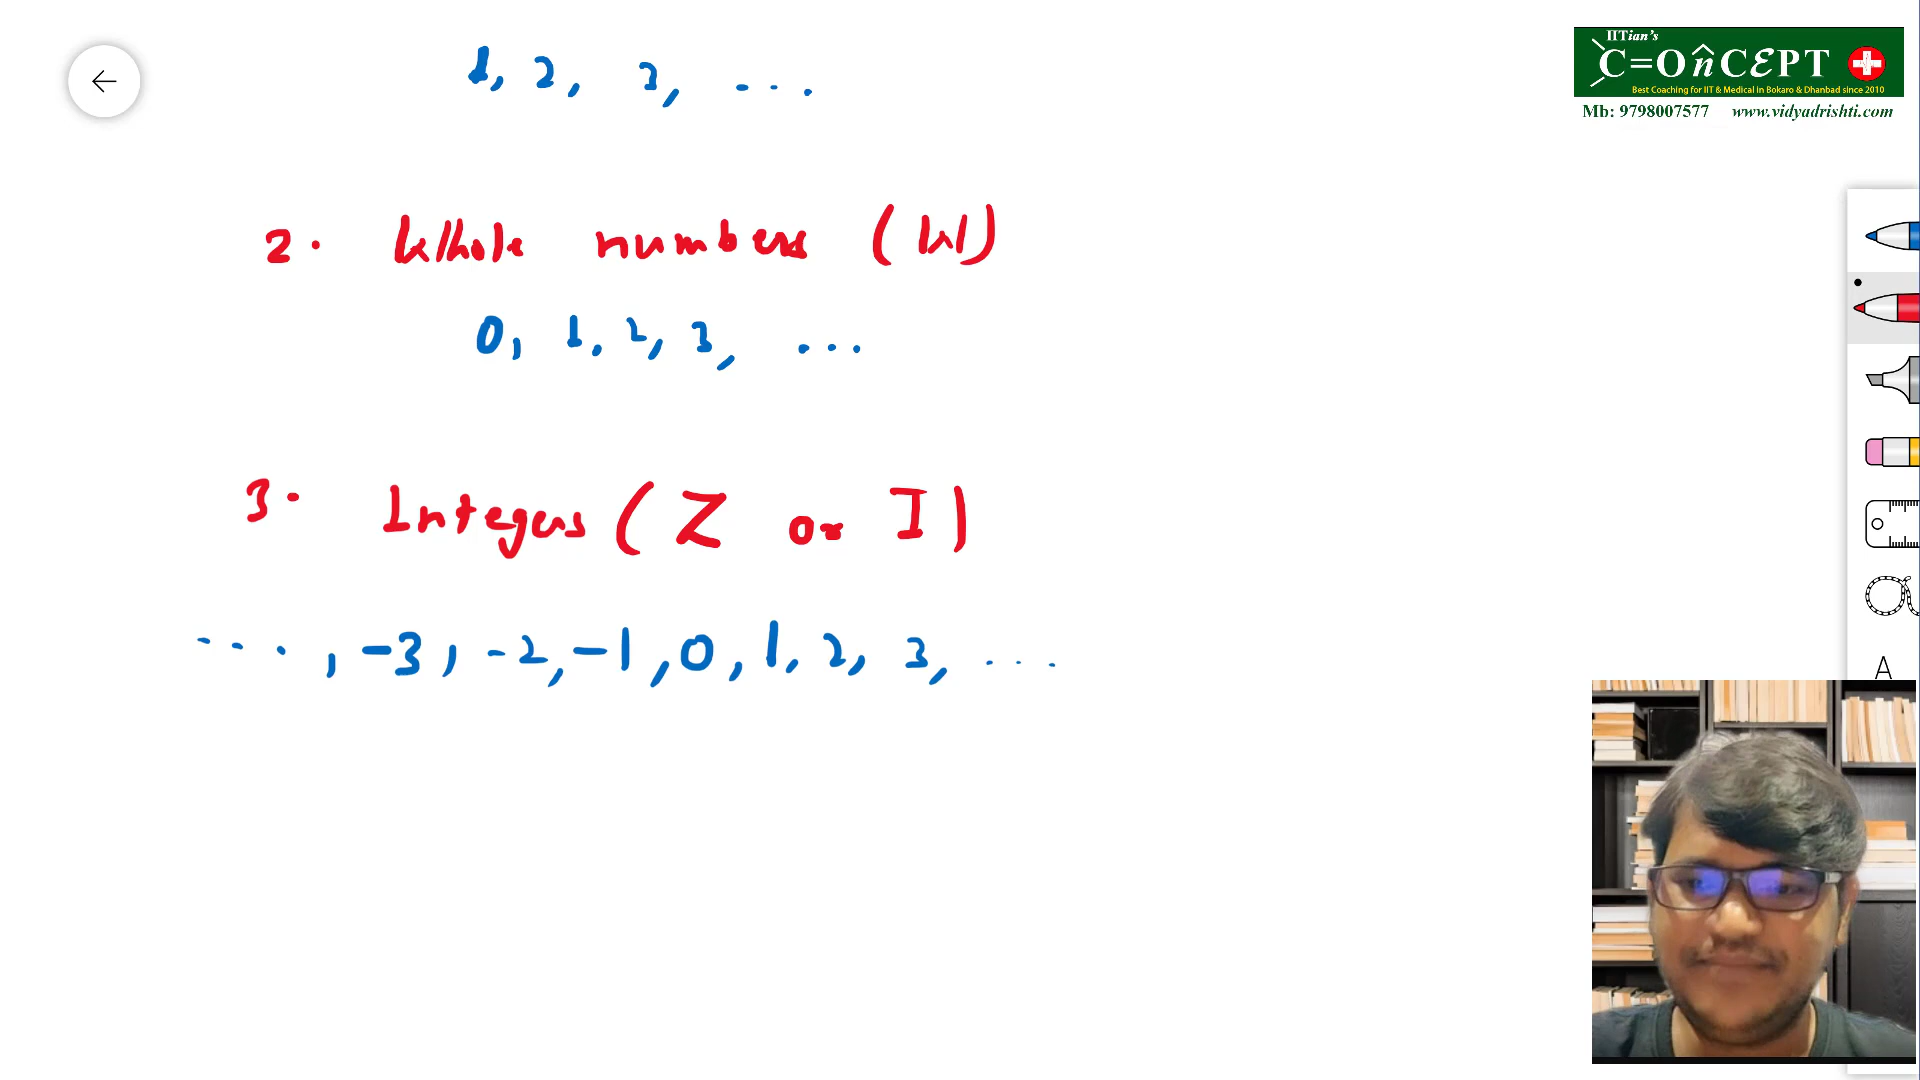 1, 2, 3, ...
IITian's
C=OnCEPT
Best Coaching for IIT & Medical in Bokaro & Dhanbad since 2010
Mb: 9798007577 www.vidyadrishti.com
2. Whole numbers (W)
0, 1, 2, 3, ...
3. Integers (Z or I)
..., -3, -2, -1, 0, 1, 2, 3, ...
A